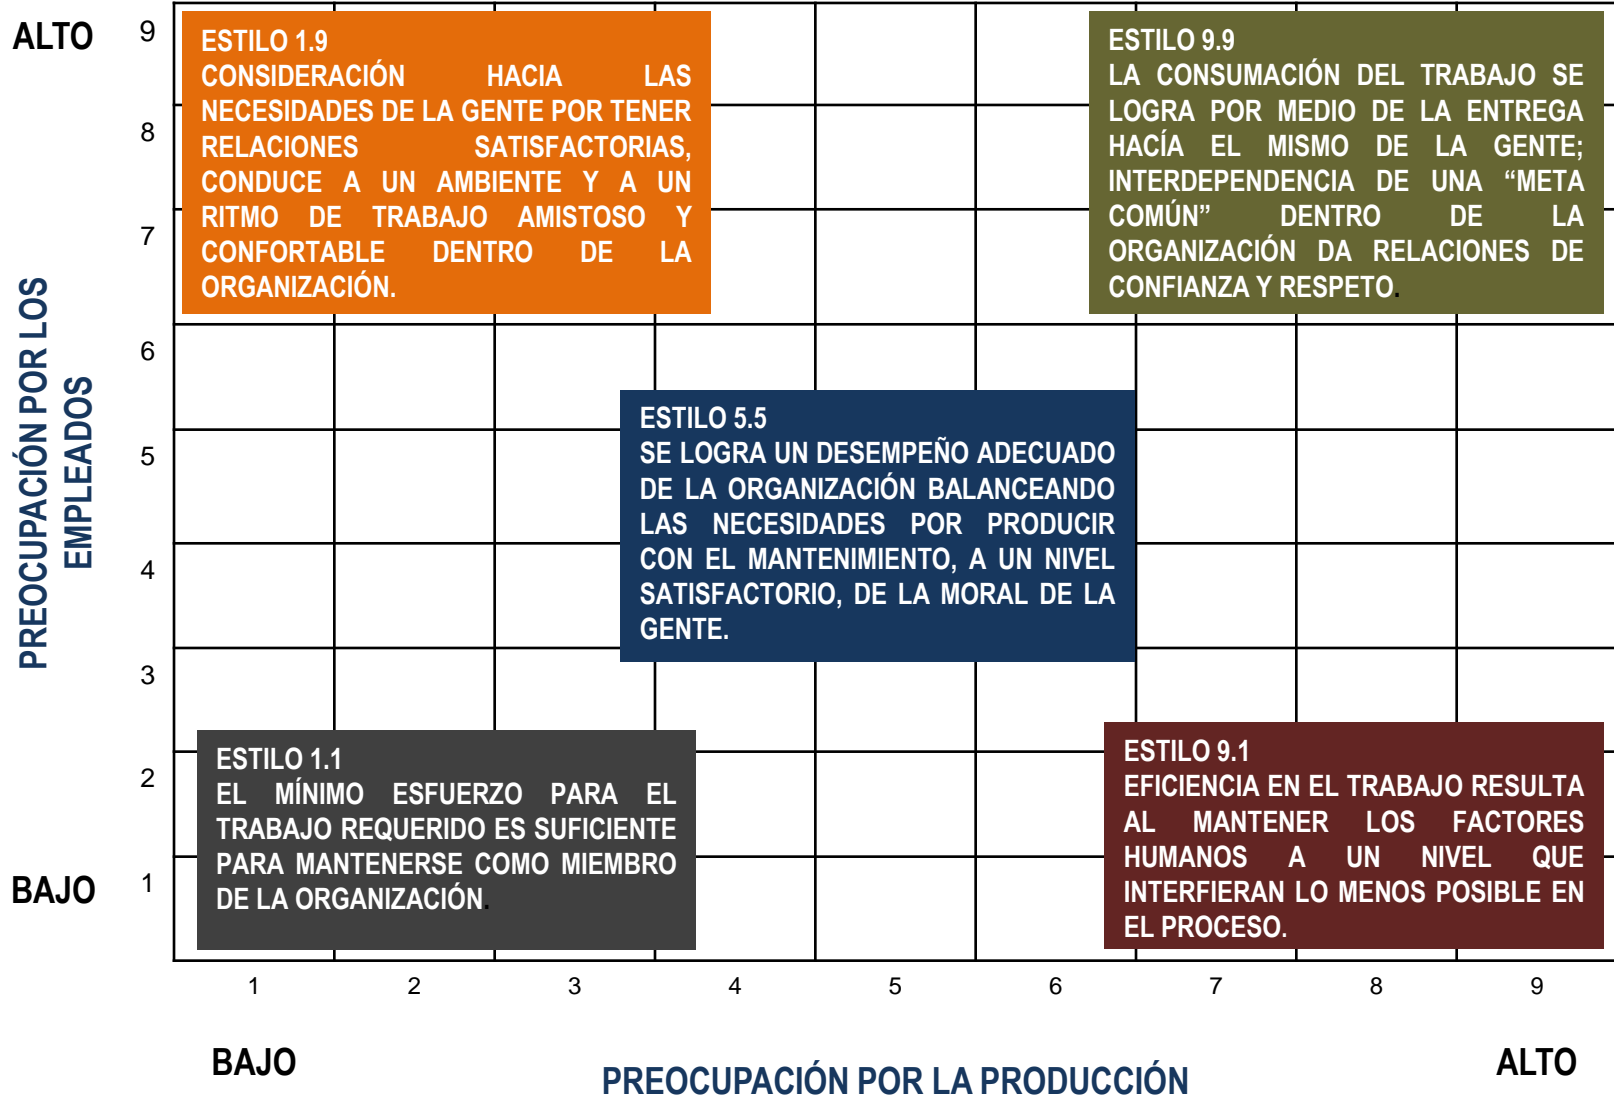 ALTO
9
8
7
6
5
4
3
2
1
BAJO
PREOCUPACIÓN POR LOS
EMPLEADOS
ESTILO 1.9
CONSIDERACIÓN HACIA LAS
NECESIDADES DE LA GENTE POR TENER
RELACIONES SATISFACTORIAS,
CONDUCE A UN AMBIENTE Y A UN
RITMO DE TRABAJO AMISTOSO Y
CONFORTABLE DENTRO DE LA
ORGANIZACIÓN.
ESTILO 9.9
LA CONSUMACIÓN DEL TRABAJO SE
LOGRA POR MEDIO DE LA ENTREGA
HACÍA EL MISMO DE LA GENTE;
INTERDEPENDENCIA DE UNA “META
COMÚN” DENTRO DE LA
ORGANIZACIÓN DA RELACIONES DE
CONFIANZA Y RESPETO.
ESTILO 5.5
SE LOGRA UN DESEMPEÑO ADECUADO
DE LA ORGANIZACIÓN BALANCEANDO
LAS NECESIDADES POR PRODUCIR
CON EL MANTENIMIENTO, A UN NIVEL
SATISFACTORIO, DE LA MORAL DE LA
GENTE.
ESTILO 1.1
EL MÍNIMO ESFUERZO PARA EL
TRABAJO REQUERIDO ES SUFICIENTE
PARA MANTENERSE COMO MIEMBRO
DE LA ORGANIZACIÓN.
ESTILO 9.1
EFICIENCIA EN EL TRABAJO RESULTA
AL MANTENER LOS FACTORES
HUMANOS A UN NIVEL QUE
INTERFIERAN LO MENOS POSIBLE EN
EL PROCESO.
1 2 3 4 5 6 7 8 9
BAJO
ALTO
PREOCUPACIÓN POR LA PRODUCCIÓN